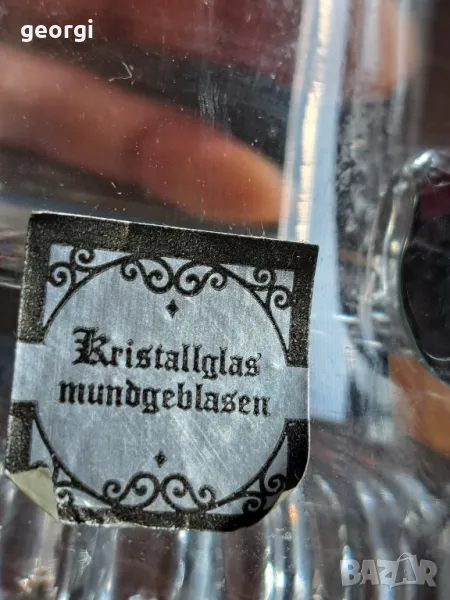 georgi
Kristallglas
mundgeblasen
BAZAR